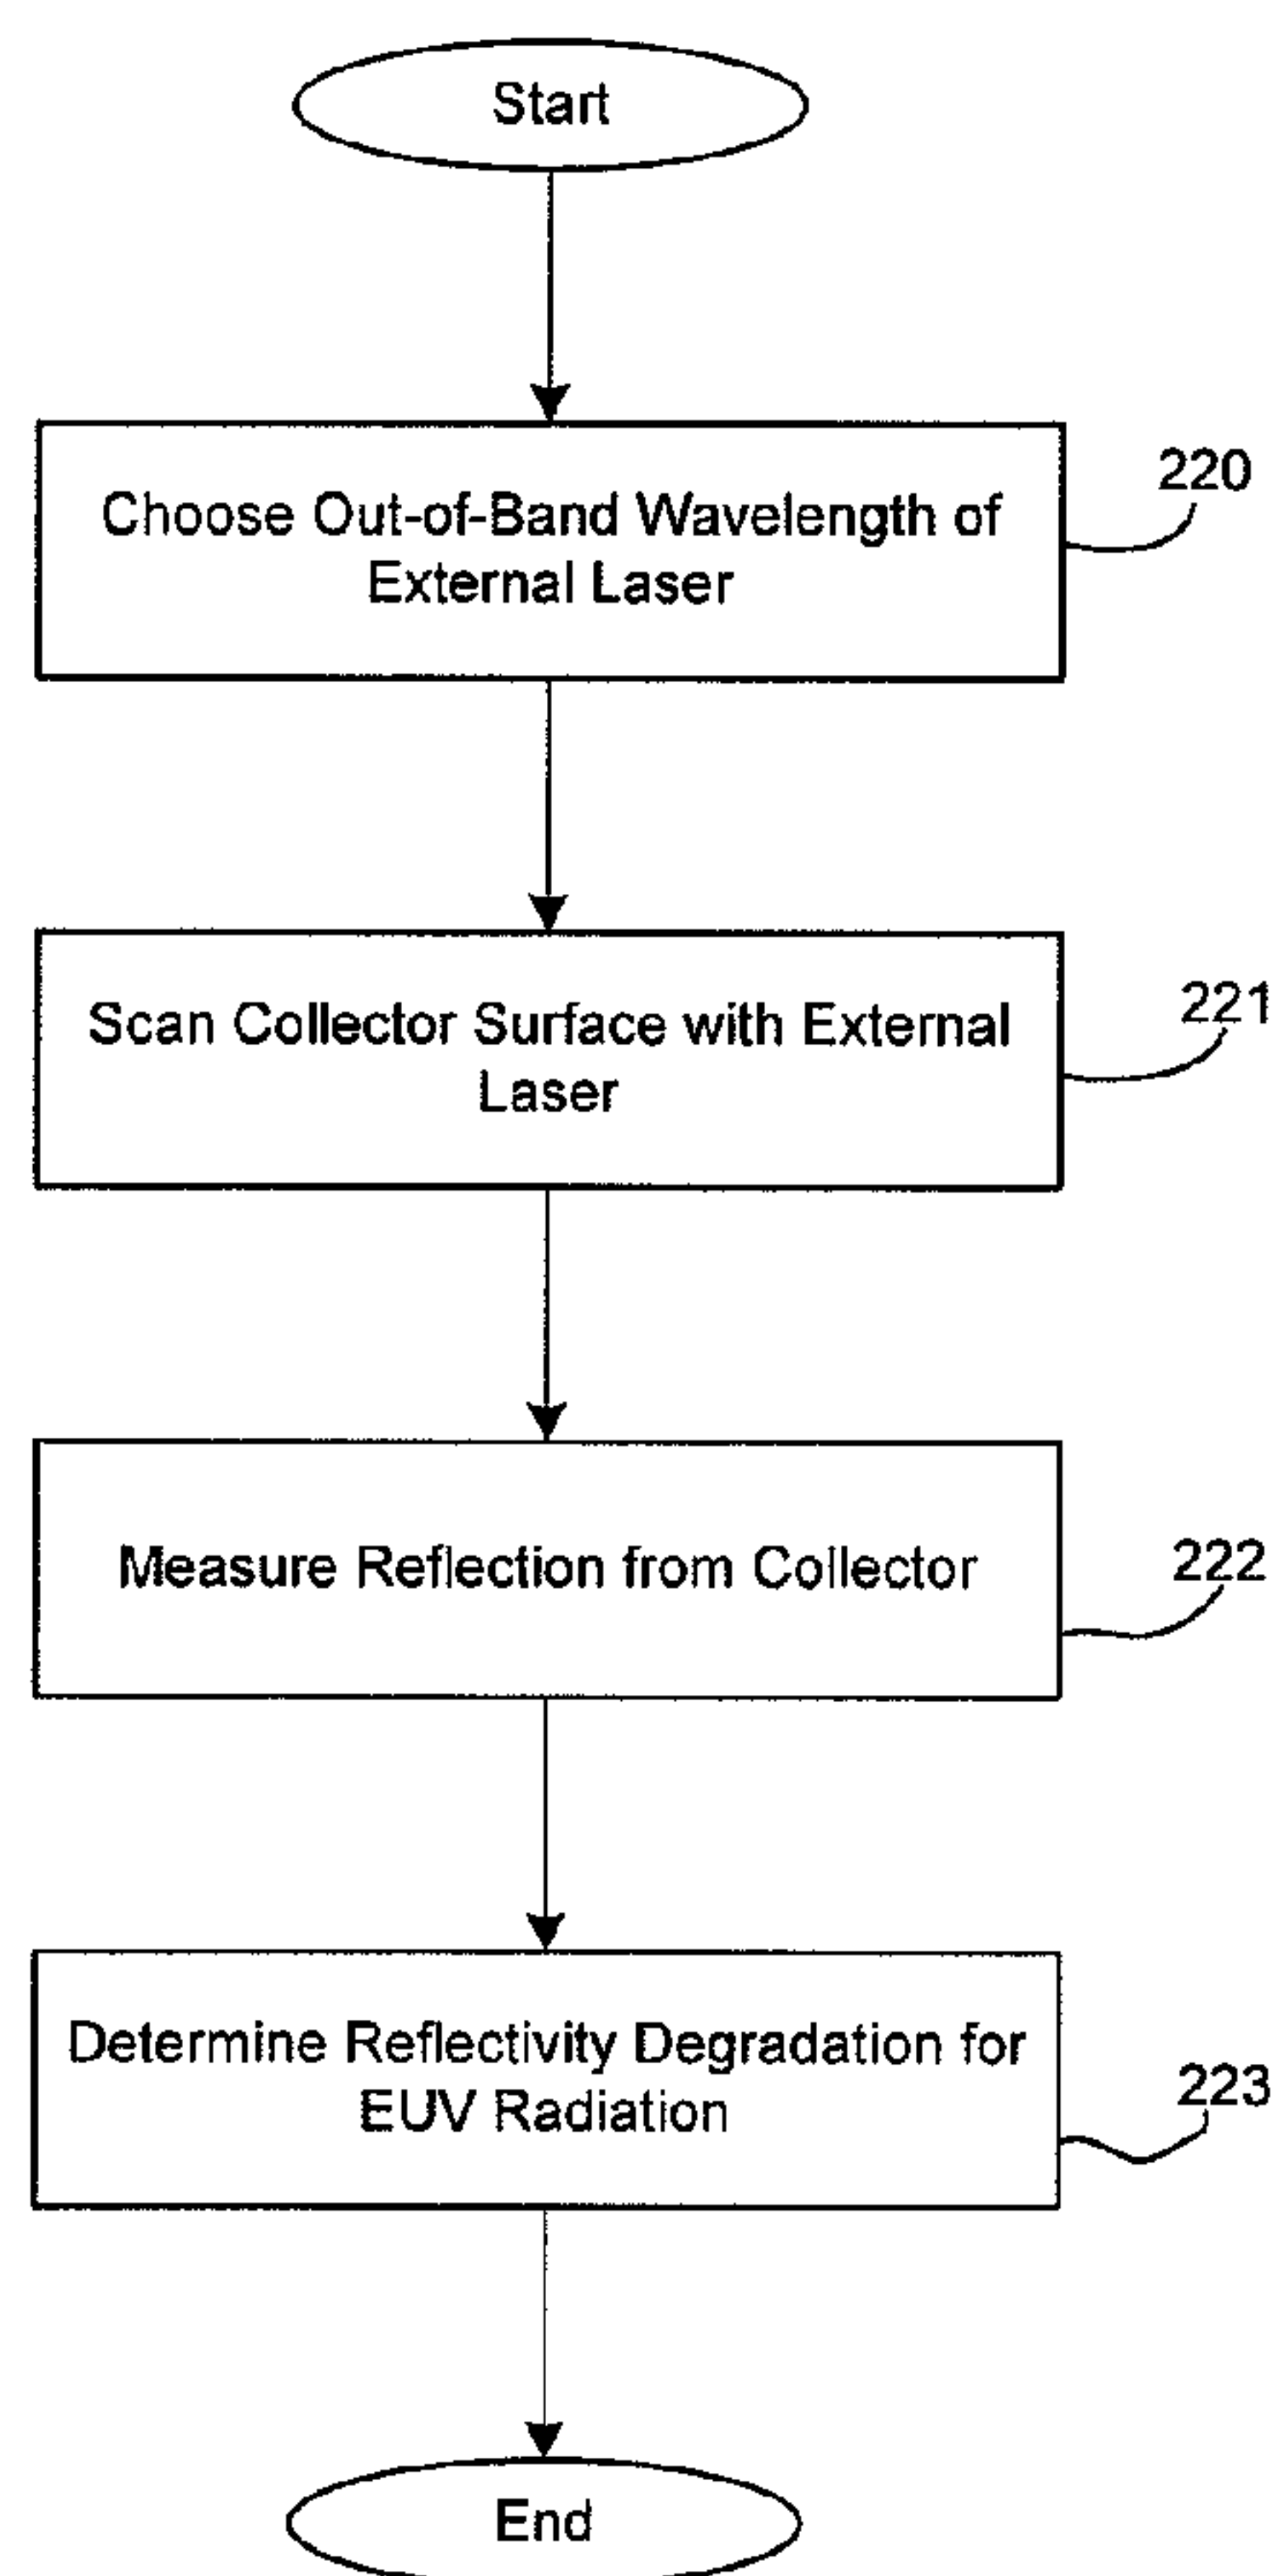 Start
Choose Out-of-Band Wavelength of
External Laser
220
Scan Collector Surface with External
Laser
221
Measure Reflection from Collector
222
Determine Reflectivity Degradation for
EUV Radiation
223
End